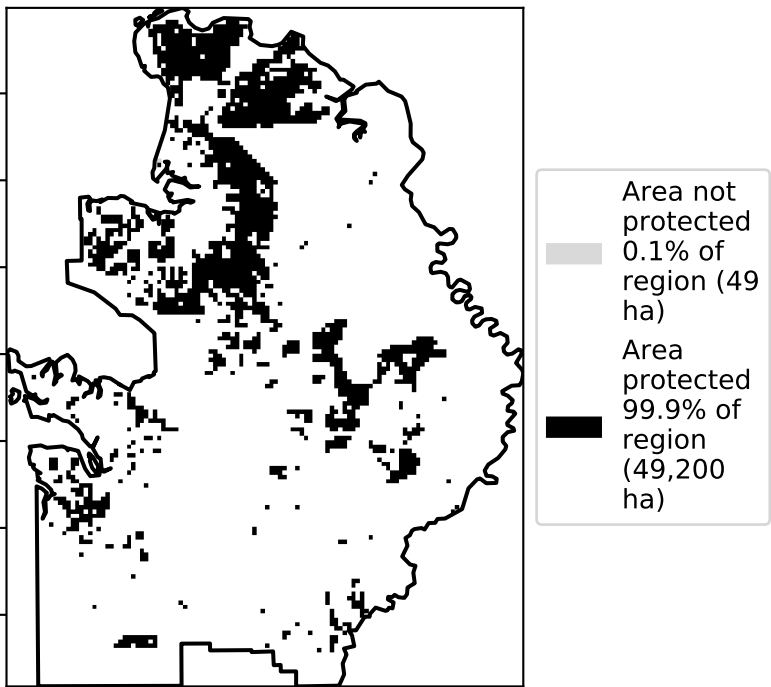 Area not
protected
0.1% of
region (49
ha)
Area
protected
99.9% of
region
(49,200
ha)